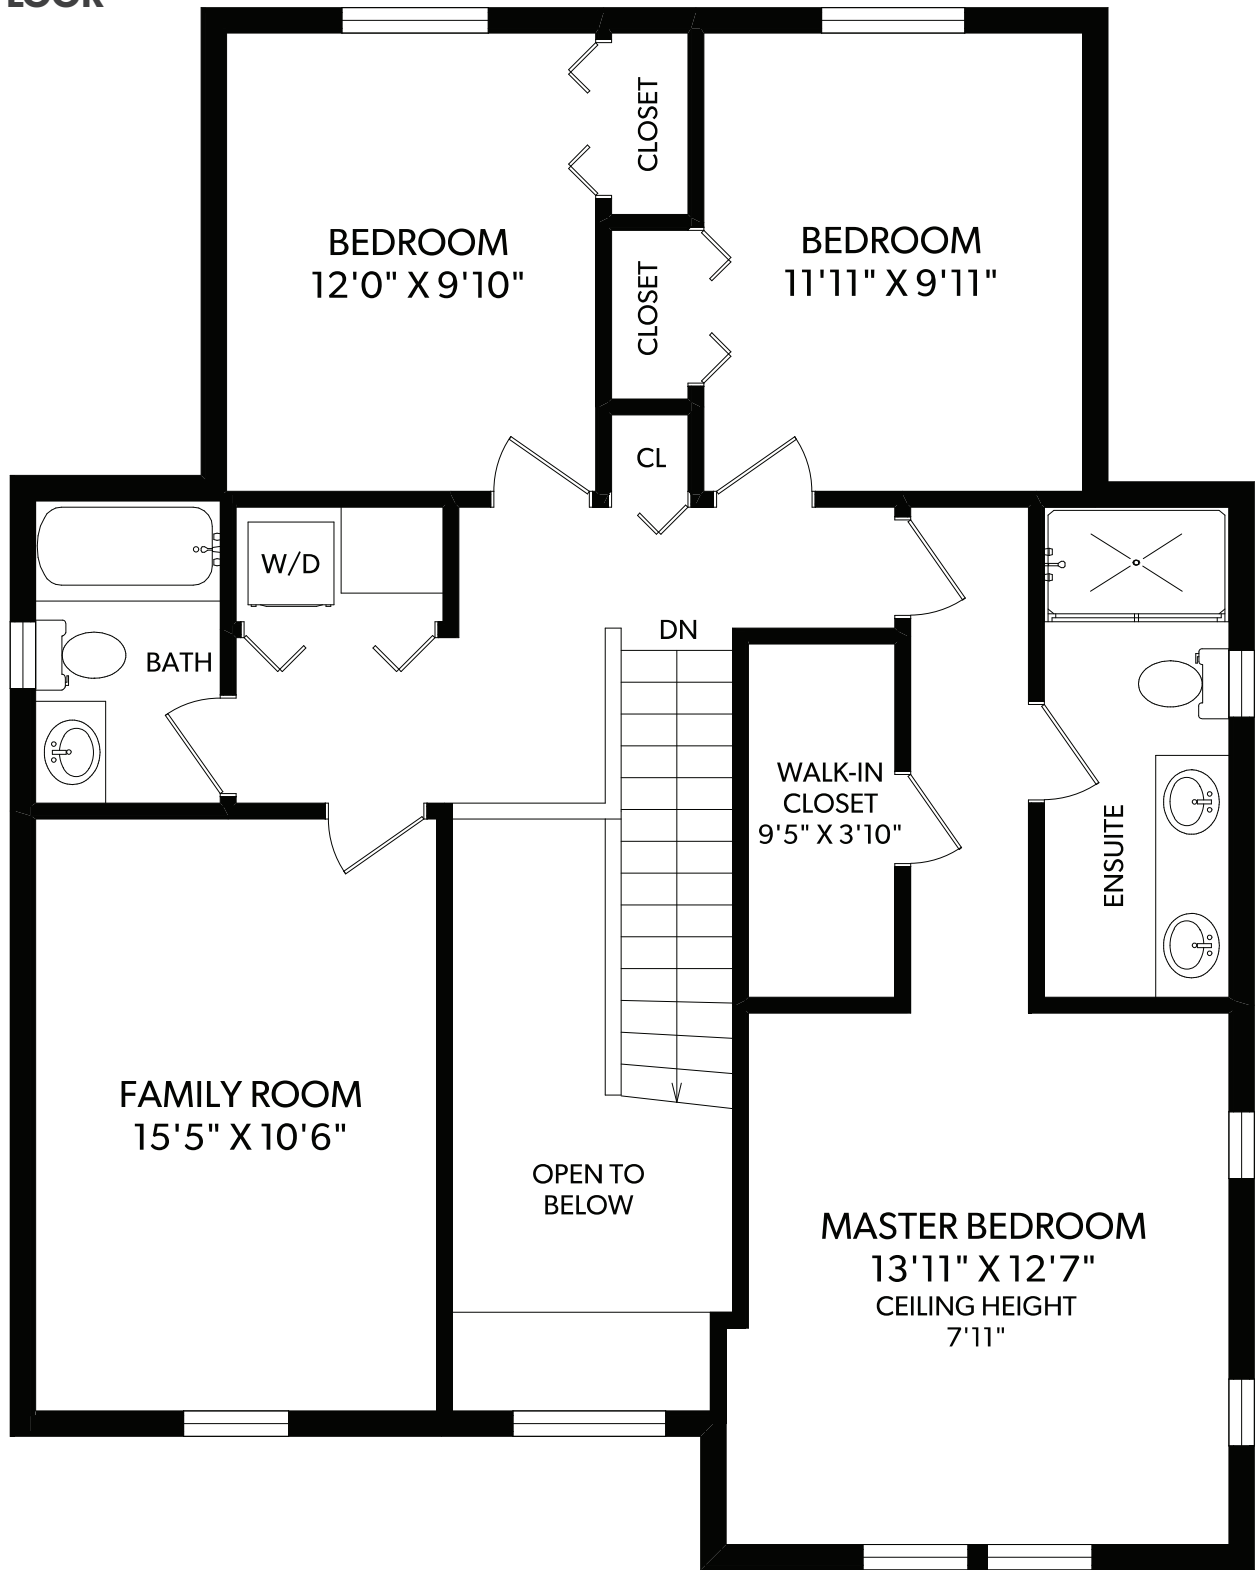 CLOSET
BEDROOM
12'0" X 9'10"
BEDROOM
11'11" X 9'11"
CLOSET
CL
W/D
DN
BATH
WALK-IN
CLOSET
9'5" X 3'10"
ENSUITE
FAMILY ROOM
15'5" X 10'6"
OPEN TO
BELOW
MASTER BEDROOM
13'11" X 12'7"
CEILING HEIGHT
7'11"